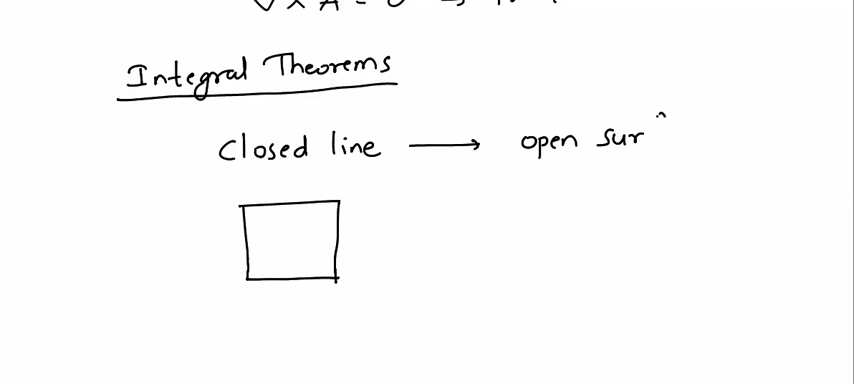 Integral Theorems
closed line → open sur